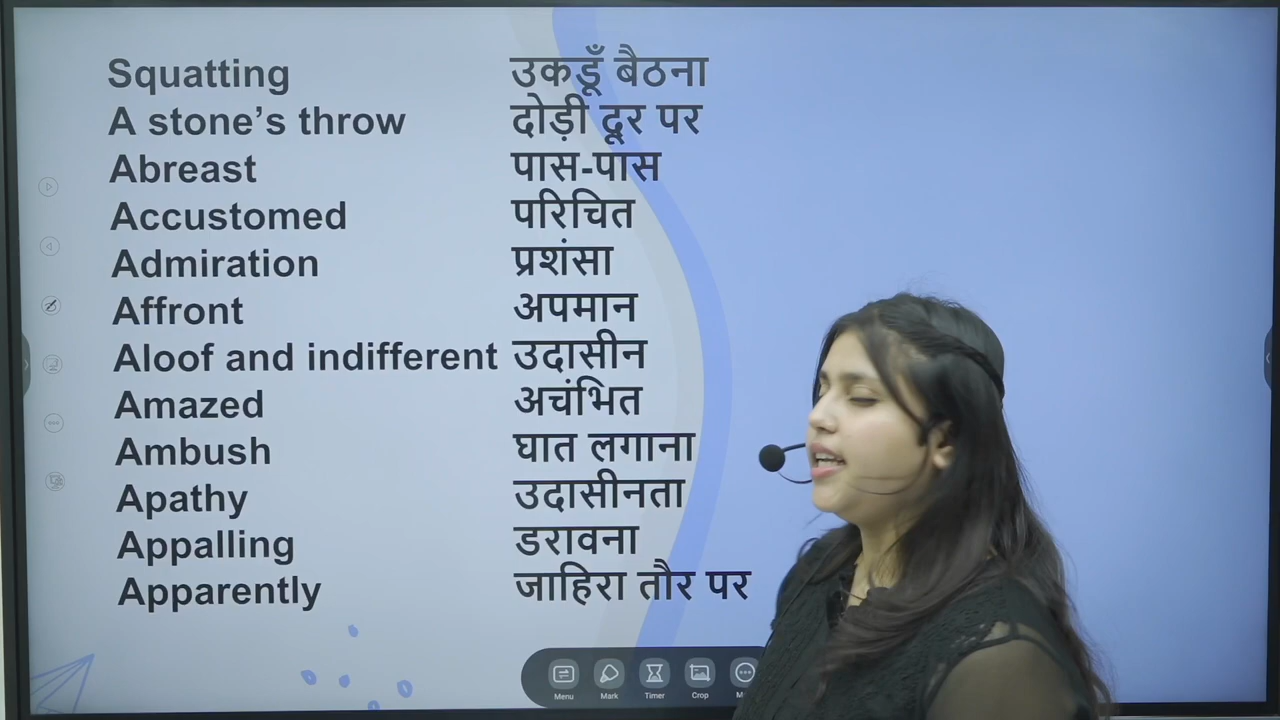 Squatting उकड़ूँ बैठना
A stone's throw दोड़ी दूर पर
Abreast पास-पास
Accustomed परिचित
Admiration प्रशंसा
Affront अपमान
Aloof and indifferent उदासीन
Amazed अचंभित
Ambush घात लगाना
Apathy उदासीनता
Appalling डरावना
Apparently जाहिरा तौर पर
Menu Mark Timer Crop